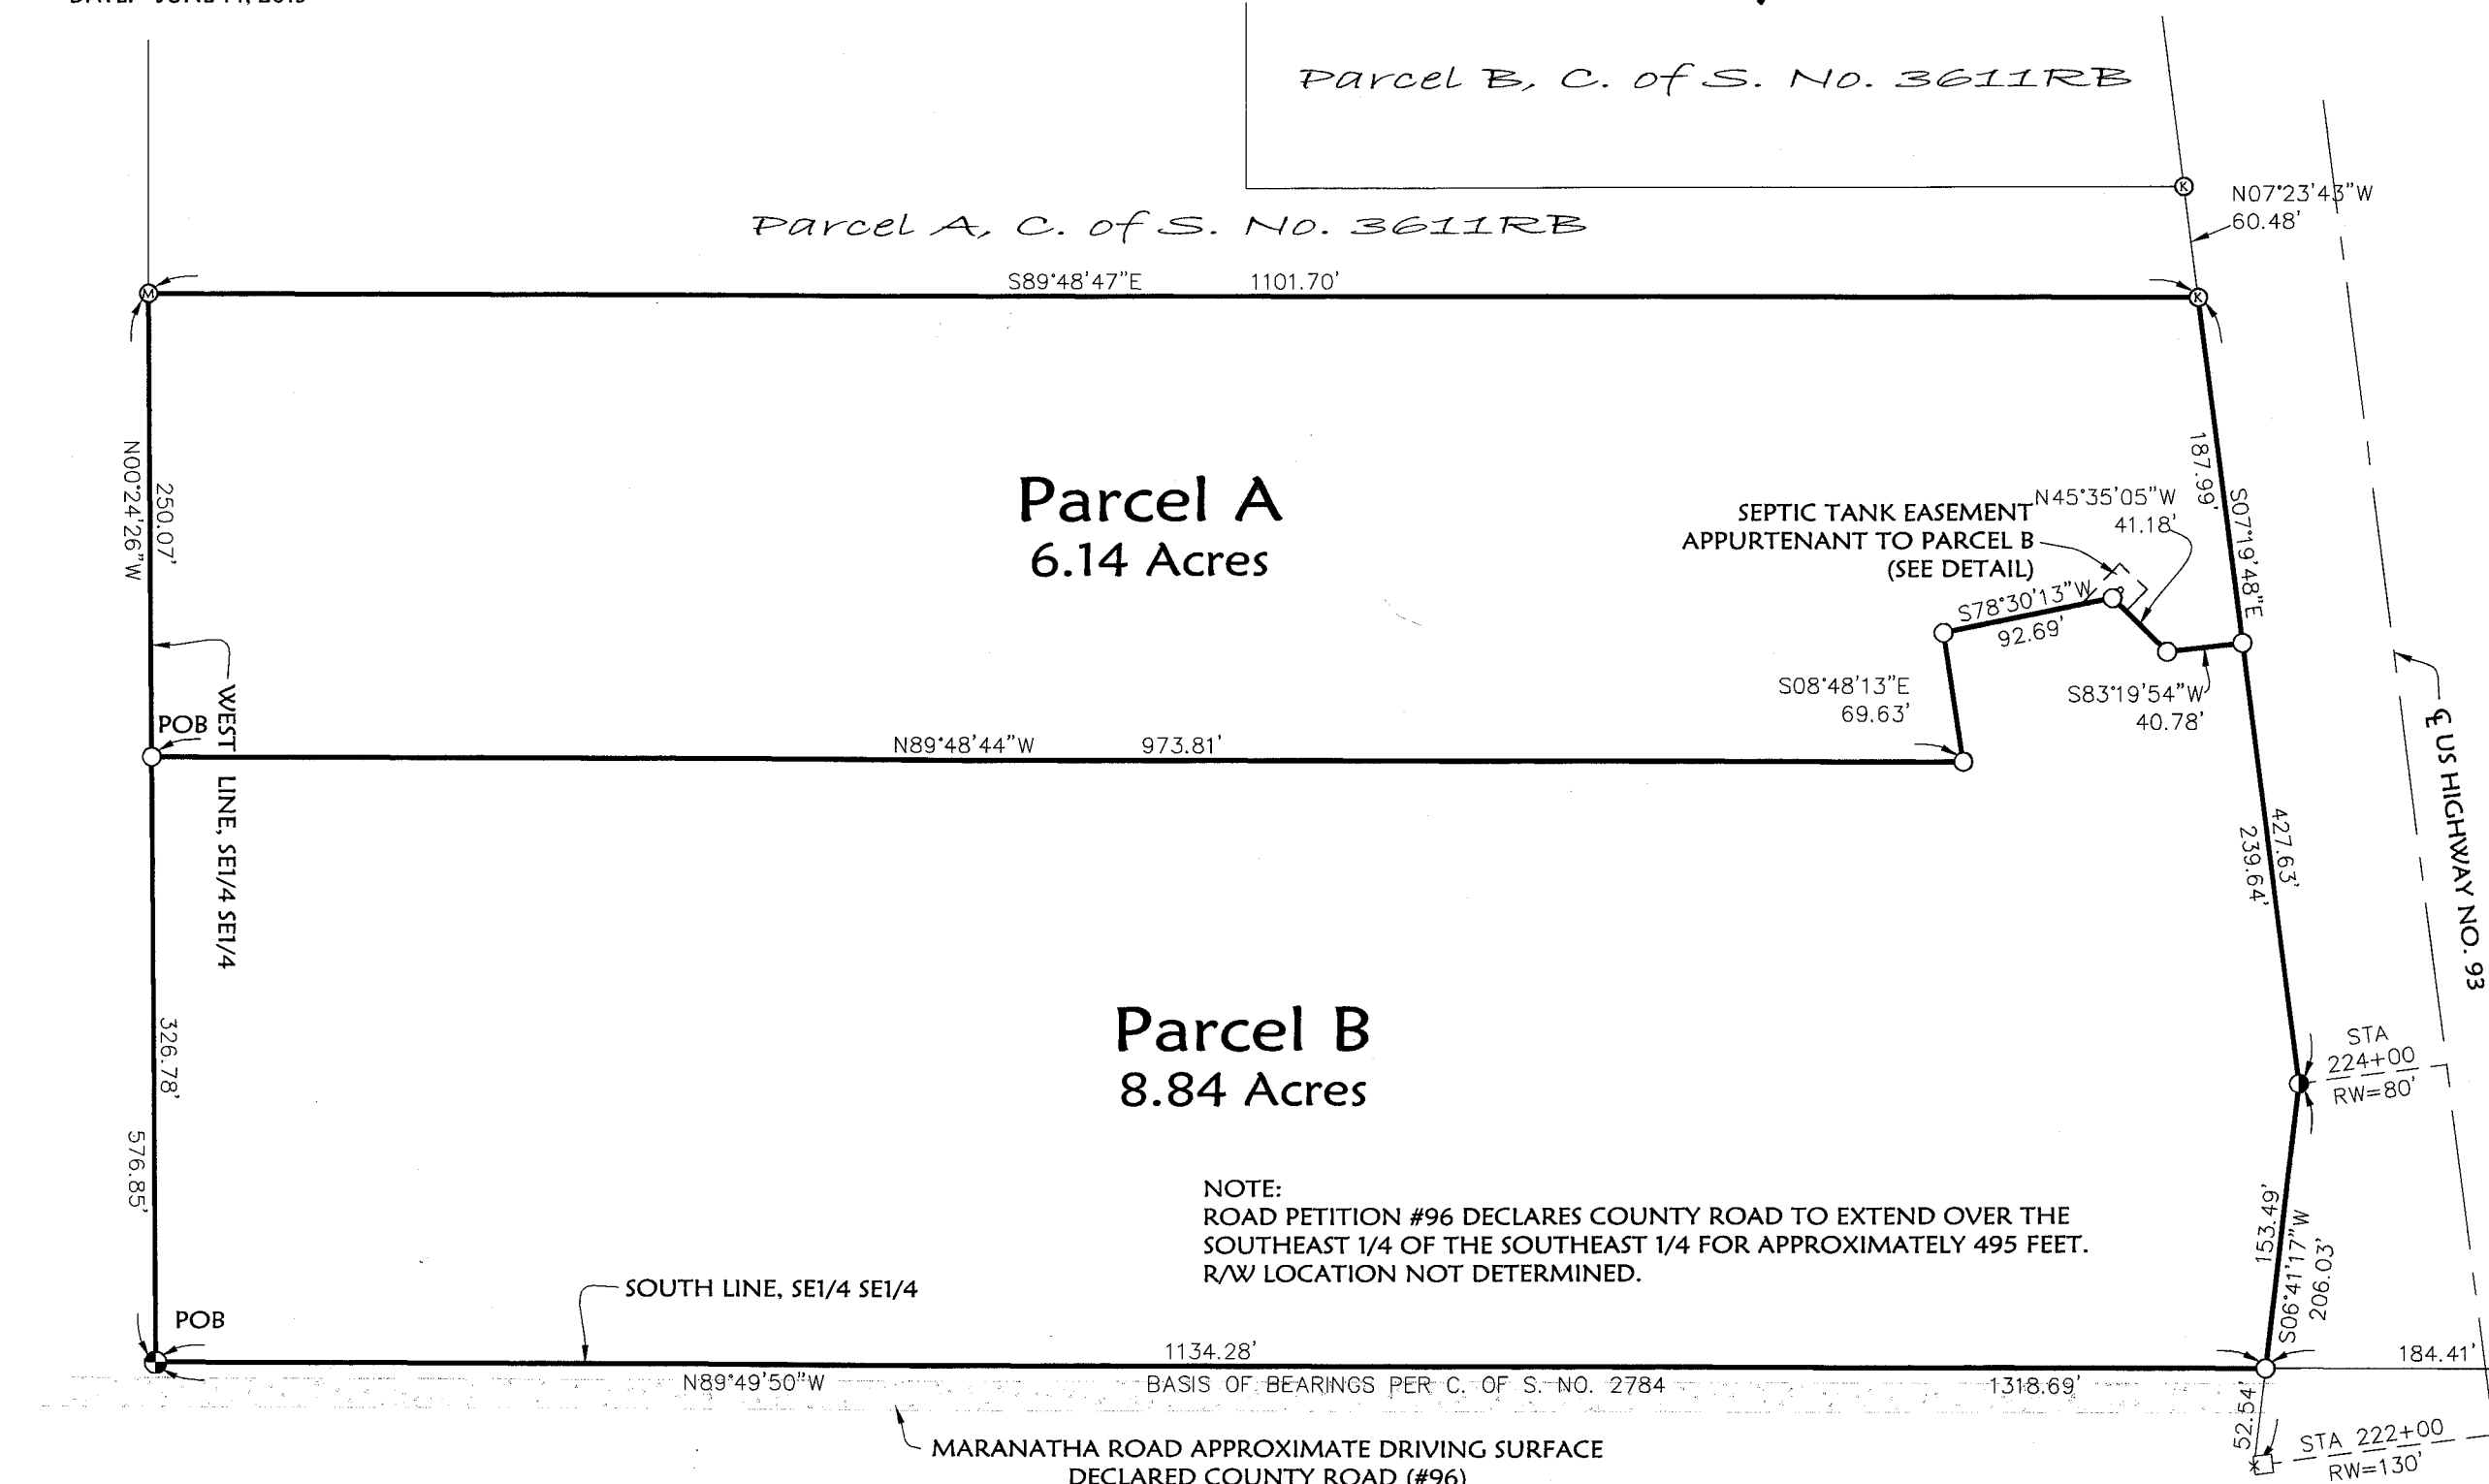 Parcel B, C. of S. No. 3611RB
N07°23'43"W
60.48'
Parcel A, C. of S. No. 3611RB
S89°48'47"E 1101.70'
M
K
K
N00°24'26"W
250.07'
187.99'
S07°19'48"E
Parcel A
6.14 Acres
SEPTIC TANK EASEMENT
APPURTENANT TO PARCEL B
(SEE DETAIL)
N45°35'05"W
41.18'
S78°30'13"W
92.69'
S08°48'13"E
69.63'
S83°19'54"W
40.78'
POB
WEST LINE, SE1/4 SE1/4
N89°48'44"W 973.81'
427.63'
239.64'
US HIGHWAY NO. 93
Parcel B
8.84 Acres
326.78'
576.85'
STA
224+00
RW=80'
NOTE:
ROAD PETITION #96 DECLARES COUNTY ROAD TO EXTEND OVER THE
SOUTHEAST 1/4 OF THE SOUTHEAST 1/4 FOR APPROXIMATELY 495 FEET.
R/W LOCATION NOT DETERMINED.
153.49'
S06°41'17"W
206.03'
SOUTH LINE, SE1/4 SE1/4
POB
1134.28'
184.41'
N89°49'50"W
BASIS OF BEARINGS PER C. OF S. NO. 2784
1318.69'
52.54'
MARANATHA ROAD APPROXIMATE DRIVING SURFACE
DECLARED COUNTY ROAD (#96)
STA 222+00
RW=130'